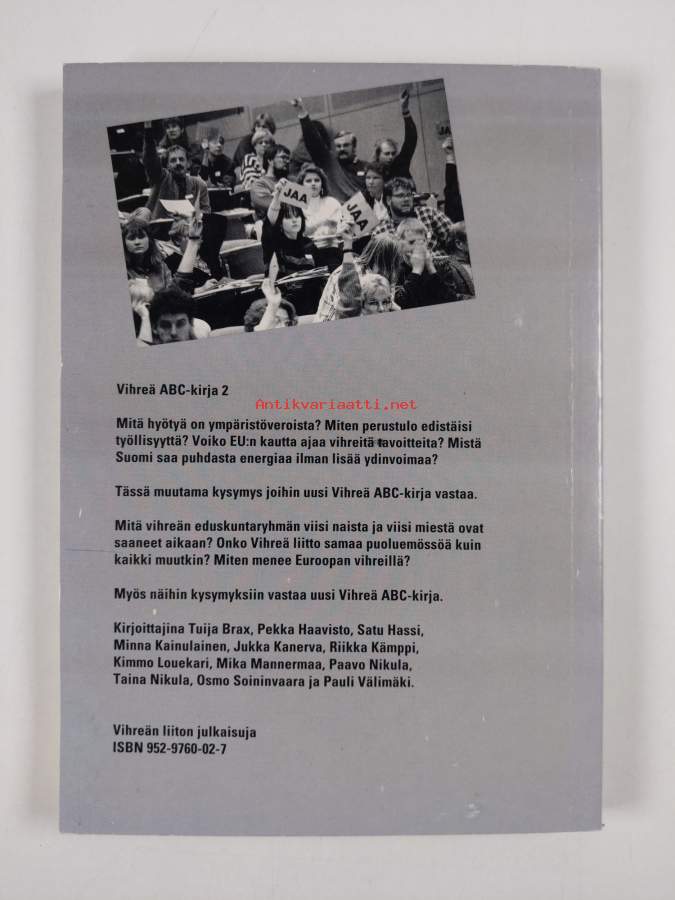 JAA
JAA
JA
Vihreä ABC-kirja 2
Antikvariaatti.net
Mitä hyötyä on ympäristöveroista? Miten perustulo edistäisi
työllisyyttä? Voiko EU:n kautta ajaa vihreitä tavoitteita? Mistä
Suomi saa puhdasta energiaa ilman lisää ydinvoimaa?
Tässä muutama kysymys joihin uusi Vihreä ABC-kirja vastaa.
Mitä vihreän eduskuntaryhmän viisi naista ja viisi miestä ovat
saaneet aikaan? Onko Vihreä liitto samaa puoluemössöä kuin
kaikki muutkin? Miten menee Euroopan vihreillä?
Myös näihin kysymyksiin vastaa uusi Vihreä ABC-kirja.
Kirjoittajina Tuija Brax, Pekka Haavisto, Satu Hassi,
Minna Kainulainen, Jukka Kanerva, Riikka Kämppi,
Kimmo Louekari, Mika Mannermaa, Paavo Nikula,
Taina Nikula, Osmo Soininvaara ja Pauli Välimäki.
Vihreän liiton julkaisuja
ISBN 952-9760-02-7